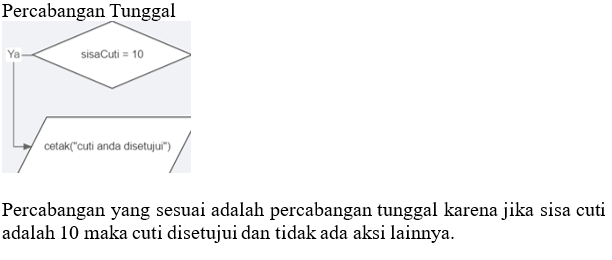 Percabangan Tunggal
Ya
sisaCuti = 10
cetak("cuti anda disetujui")
Percabangan yang sesuai adalah percabangan tunggal karena jika sisa cuti
adalah 10 maka cuti disetujui dan tidak ada aksi lainnya.